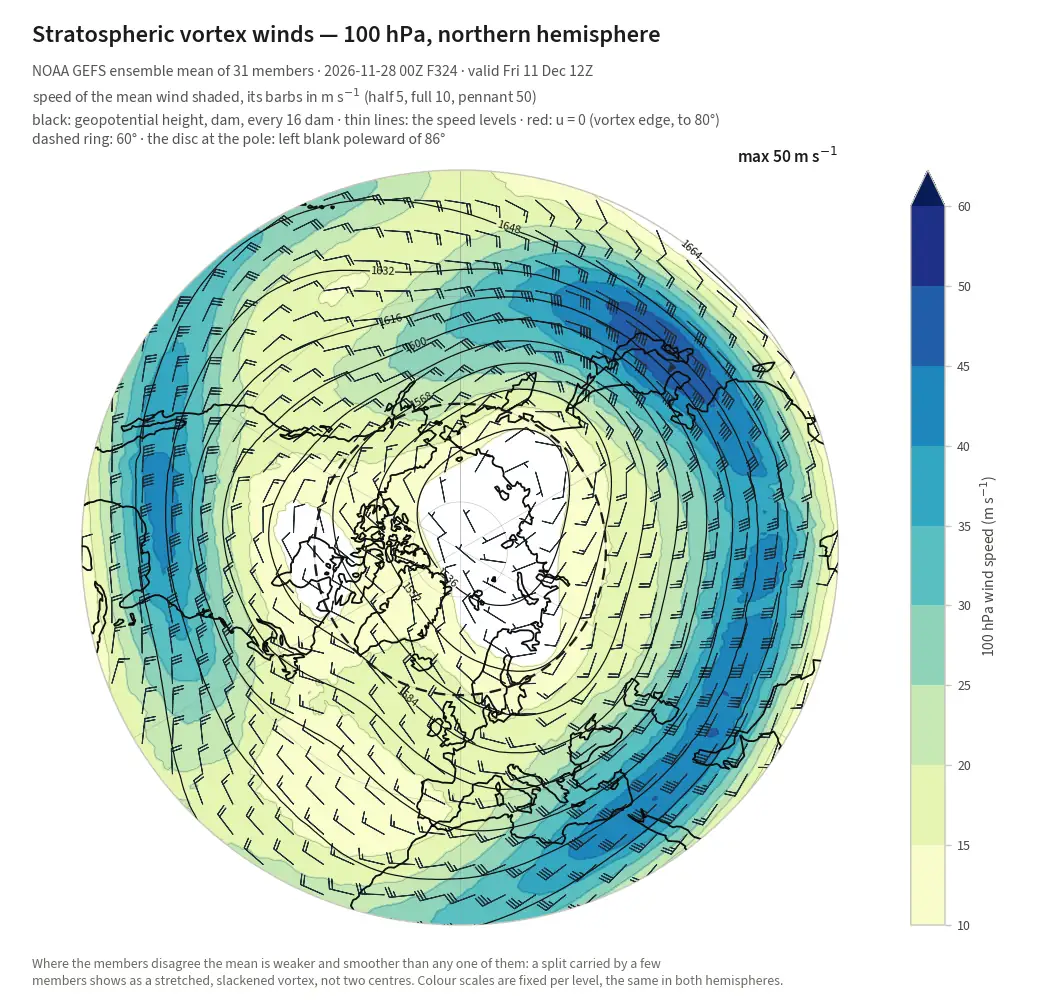 Stratospheric vortex winds — 100 hPa, northern hemisphere
NOAA GEFS ensemble mean of 31 members · 2026-11-28 00Z F324 · valid Fri 11 Dec 12Z
speed of the mean wind shaded, its barbs in m s⁻¹ (half 5, full 10, pennant 50)
black: geopotential height, dam, every 16 dam · thin lines: the speed levels · red: u = 0 (vortex edge, to 80°)
dashed ring: 60° · the disc at the pole: left blank poleward of 86°
max 50 m s⁻¹
1648
1664
1632
1616
1600
1568
60
50
45
40
35
30
25
20
15
10
100 hPa wind speed (m s⁻¹)
Where the members disagree the mean is weaker and smoother than any one of them: a split carried by a few
members shows as a stretched, slackened vortex, not two centres. Colour scales are fixed per level, the same in both hemispheres.